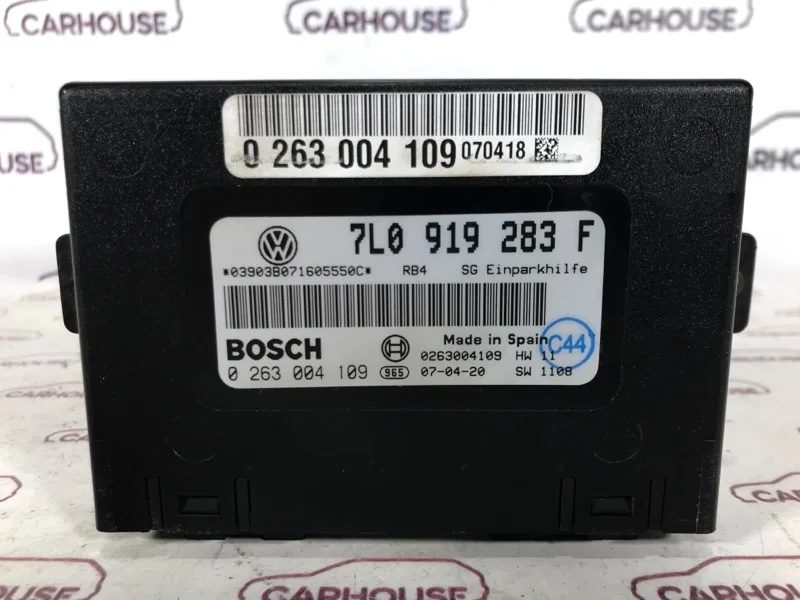 CARHOUSE
CARHOUSE
CARHOUSE
0 263 004 109 070418
7L0 919 283 F
*03903B071605550C* RB4 SG Einparkhilfe
BOSCH
Made in Spain
C44
0263004109 HW 11
0 263 004 109 965 07-04-20 SW 1108
CARHOUSE
CARHOUSE